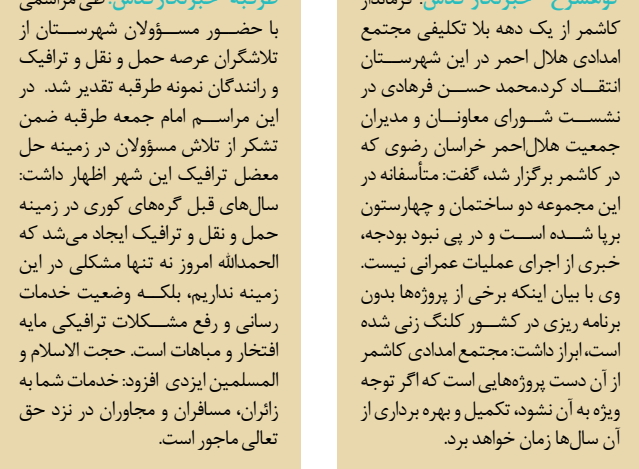 کوهسرخ - خبرنگار قدس: فرماندار
کاشمر از یک دهه بلا تکلیفی مجتمع
امدادی هلال احمر در این شهرستان
انتقاد کرد.محمد حسن فرهادی در
نشست شورای معاونان و مدیران
جمعیت هلال‌احمر خراسان رضوی که
در کاشمر برگزار شد، گفت: متأسفانه در
این مجموعه دو ساختمان و چهارستون
برپا شده است و در پی نبود بودجه،
خبری از اجرای عملیات عمرانی نیست.
وی با بیان اینکه برخی از پروژه‌ها بدون
برنامه ریزی در کشور کلنگ زنی شده
است، ابراز داشت: مجتمع امدادی کاشمر
از آن دست پروژه‌هایی است که اگر توجه
ویژه به آن نشود، تکمیل و بهره برداری از
آن سال‌ها زمان خواهد برد.
طرقبه - خبرنگار قدس: طی مراسمی
با حضور مسؤولان شهرستان از
تلاشگران عرصه حمل و نقل و ترافیک
و رانندگان نمونه طرقبه تقدیر شد. در
این مراسم امام جمعه طرقبه ضمن
تشکر از تلاش مسؤولان در زمینه حل
معضل ترافیک این شهر اظهار داشت:
سال‌های قبل گره‌های کوری در زمینه
حمل و نقل و ترافیک ایجاد می‌شد که
الحمدالله امروز نه تنها مشکلی در این
زمینه نداریم، بلکه وضعیت خدمات
رسانی و رفع مشکلات ترافیکی مایه
افتخار و مباهات است. حجت الاسلام و
المسلمین ایزدی افزود: خدمات شما به
زائران، مسافران و مجاوران در نزد حق
تعالی ماجور است.